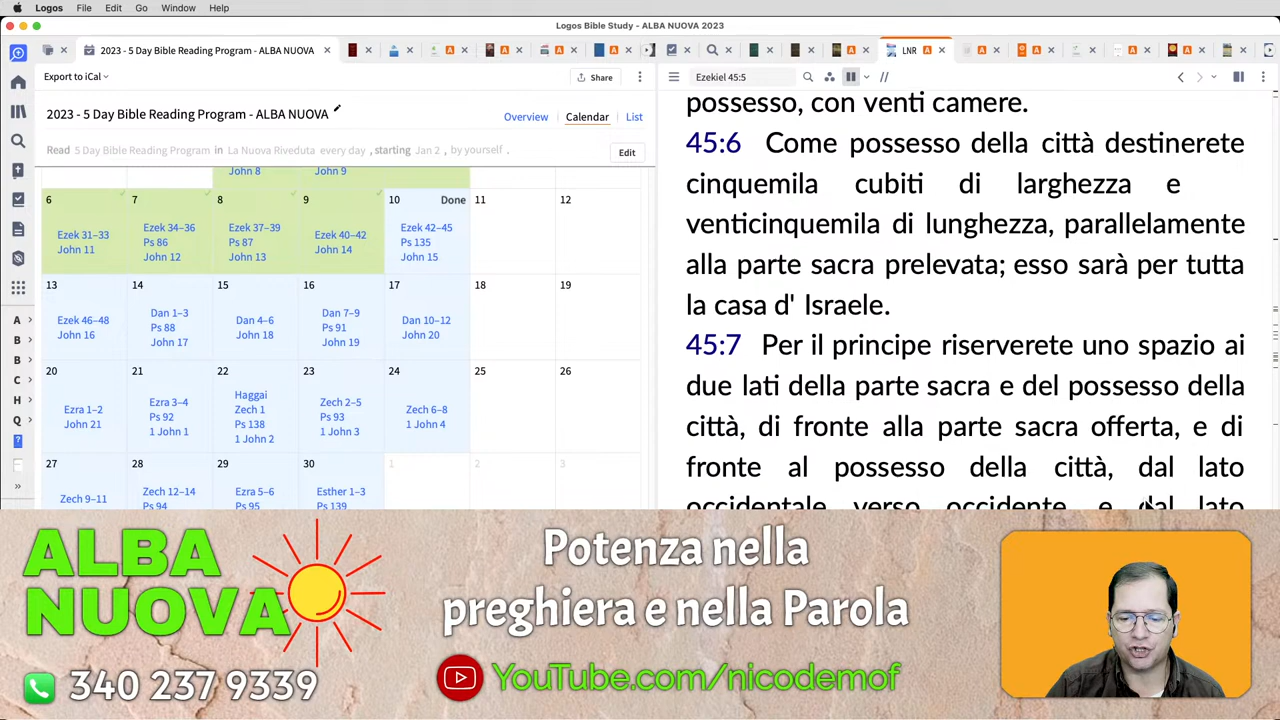 Logos File Edit Go Window Help
Logos Bible Study - ALBA NUOVA 2023
2023 - 5 Day Bible Reading Program - ALBA NUOVA
LNR
Export to iCal
Share
Ezekiel 45:5
2023 - 5 Day Bible Reading Program - ALBA NUOVA
Overview Calendar List
Read 5 Day Bible Reading Program in La Nuova Riveduta every day , starting Jan 2 , by yourself .
Edit
John 8 John 9
6 7 8 9 10 Done 11 12
Ezek 31–33
John 11
Ezek 34–36
Ps 86
John 12
Ezek 37–39
Ps 87
John 13
Ezek 40–42
John 14
Ezek 42–45
Ps 135
John 15
13 14 15 16 17 18 19
Ezek 46–48
John 16
Dan 1–3
Ps 88
John 17
Dan 4–6
John 18
Dan 7–9
Ps 91
John 19
Dan 10–12
John 20
20 21 22 23 24 25 26
Ezra 1–2
John 21
Ezra 3–4
Ps 92
1 John 1
Haggai
Zech 1
Ps 138
1 John 2
Zech 2–5
Ps 93
1 John 3
Zech 6–8
1 John 4
27 28 29 30 1 2 3
Zech 9–11
Zech 12–14
Ps 94
Ezra 5–6
Ps 95
Esther 1–3
Ps 139
A
B
B
C
H
Q
possesso, con venti camere.
45:6 Come possesso della città destinerete
cinquemila cubiti di larghezza e
venticinquemila di lunghezza, parallelamente
alla parte sacra prelevata; esso sarà per tutta
la casa d' Israele.
45:7 Per il principe riserverete uno spazio ai
due lati della parte sacra e del possesso della
città, di fronte alla parte sacra offerta, e di
fronte al possesso della città, dal lato
occidentale verso occidente e dal lato
ALBA
NUOVA
340 237 9339
Potenza nella
preghiera e nella Parola
YouTube.com/nicodemof